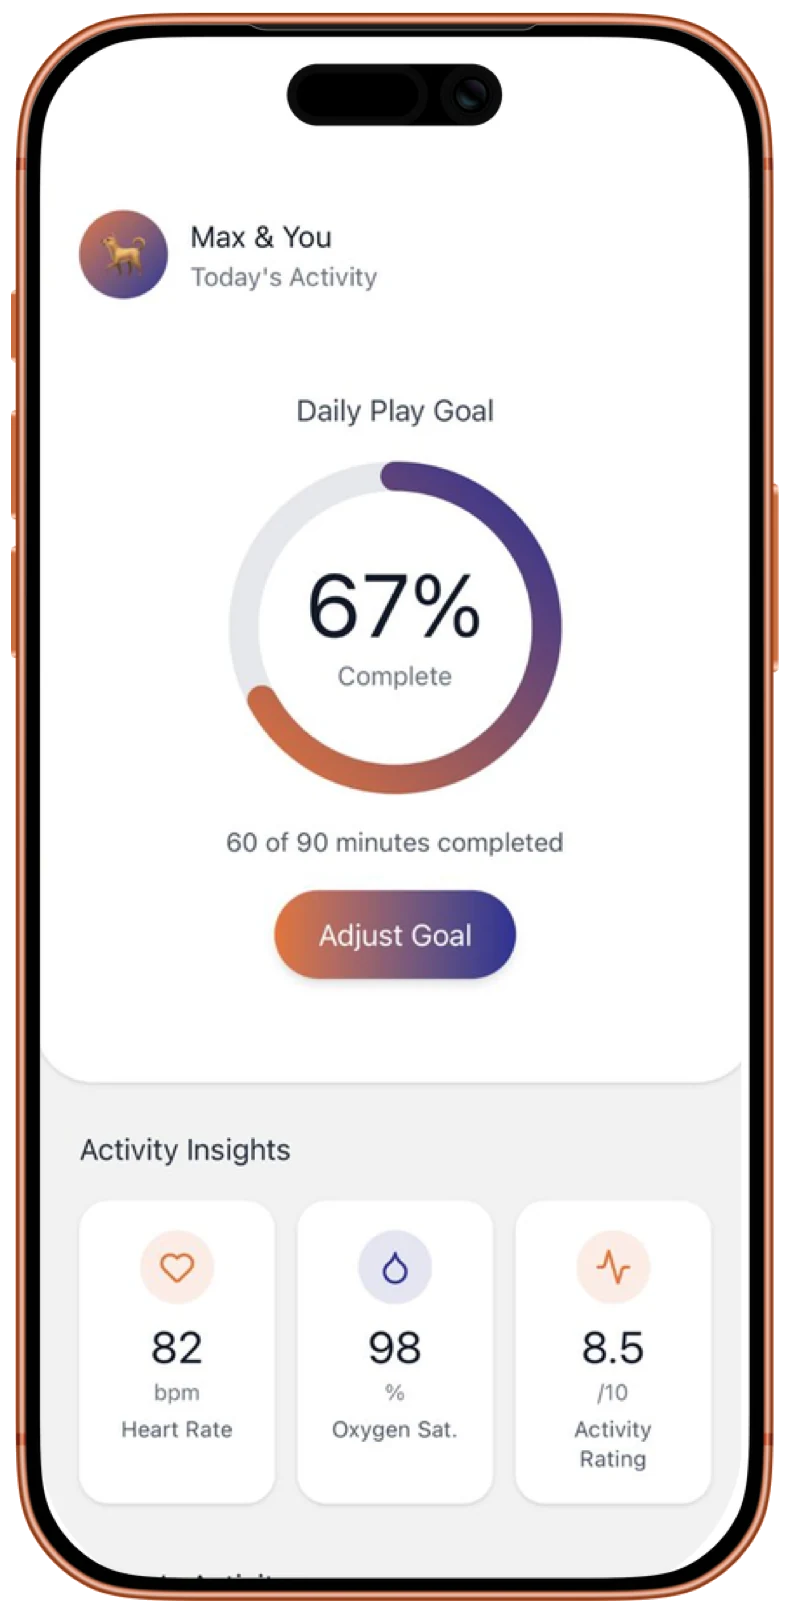 Max & You
Today's Activity
Daily Play Goal
67%
Complete
60 of 90 minutes completed
Adjust Goal
Activity Insights
82
bpm
Heart Rate
98
%
Oxygen Sat.
8.5
/10
Activity
Rating